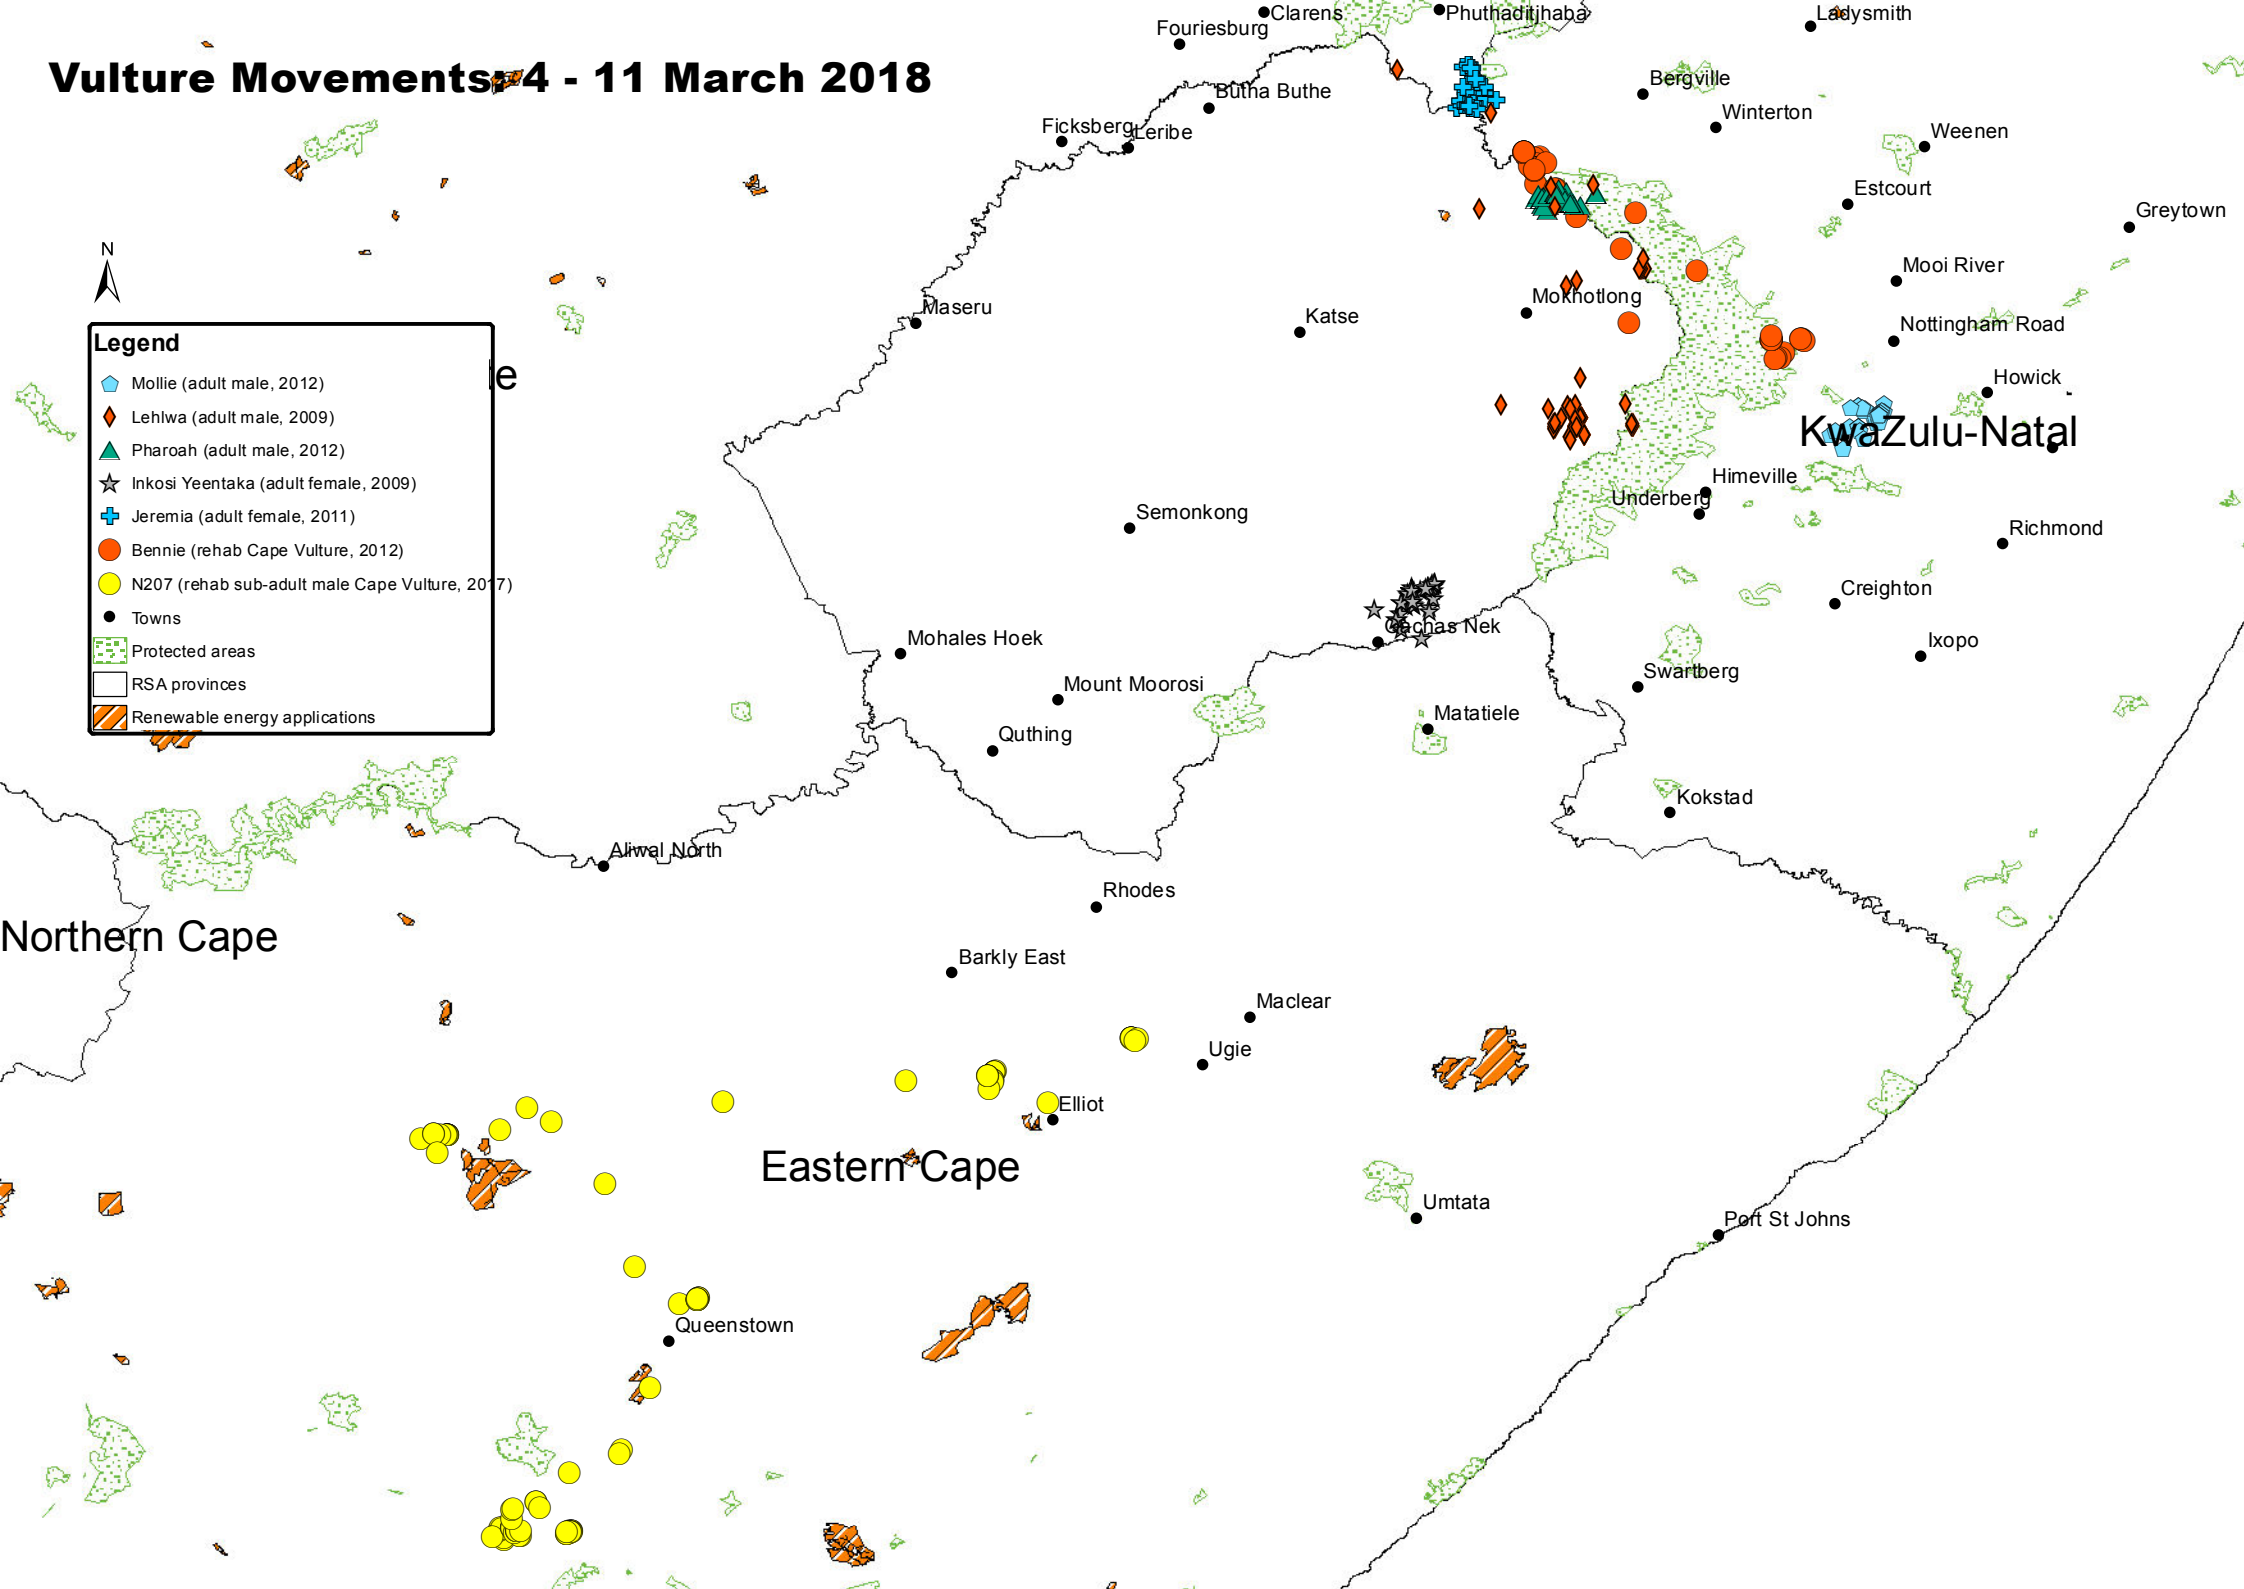 Clarens
Phuthaditjhaba
Ladysmith
Fouriesburg
Vulture Movements: 4 - 11 March 2018
Bergville
Butha Buthe
Winterton
Ficksberg
Leribe
Weenen
Estcourt
Greytown
N
Mooi River
Mokhotlong
Maseru
Katse
Nottingham Road
Legend
le
Howick
Mollie (adult male, 2012)
Lehlwa (adult male, 2009)
KwaZulu-Natal
Pharoah (adult male, 2012)
Inkosi Yeentaka (adult female, 2009)
Himeville
Underberg
Jeremia (adult female, 2011)
Semonkong
Richmond
Bennie (rehab Cape Vulture, 2012)
N207 (rehab sub-adult male Cape Vulture, 2017)
Creighton
Towns
Qachas Nek
Mohales Hoek
Ixopo
Protected areas
Swartberg
RSA provinces
Mount Moorosi
Renewable energy applications
Matatiele
Quthing
Kokstad
Aliwal North
Rhodes
Northern Cape
Barkly East
Maclear
Ugie
Elliot
Eastern Cape
Umtata
Port St Johns
Queenstown